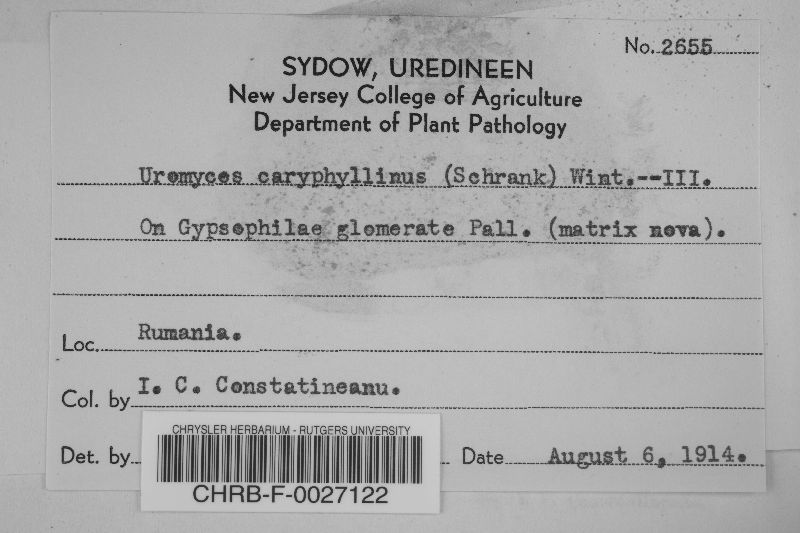 No. 2655
SYDOW, UREDINEEN
New Jersey College of Agriculture
Department of Plant Pathology
Uromyces caryphyllinus (Schrank) Wint.--III.
On Gypsophilae glomerate Pall. (matrix nova).
Loc. Rumania.
Col. by I. C. Constatineanu.
CHRYSLER HERBARIUM - RUTGERS UNIVERSITY
Det. by Date August 6, 1914.
CHRB-F-0027122